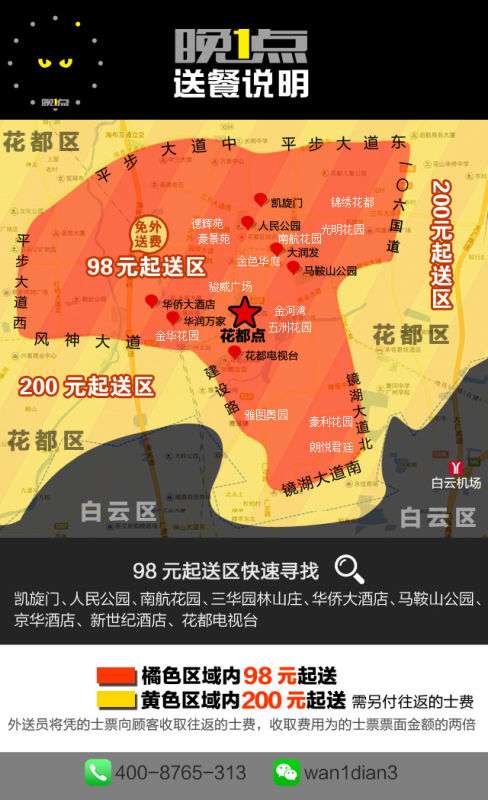 晚1点
晚1点
送餐说明
花都区
平步大道中
平步大道东
一〇六国道
200元起送区
凯旋门
锦绣花都
人民公园
德辉苑
豪景苑
南航花园
光明花园
免外送费
大润发
平步大道西
98元起送区
金色华庭
马鞍山公园
骏威广场
华侨大酒店
华润万家
金华花园
花都点
金河湾
五洲花园
花都区
风神大道
花都电视台
200 元起送区
建设路
镜湖大道北
雅图奥园
豪利花园
花都区
朗悦君廷
镜湖大道南
白云机场
白云区
白云区
98 元起送区快速寻找
凯旋门、人民公园、南航花园、三华园林山庄、华侨大酒店、马鞍山公园、
京华酒店、新世纪酒店、花都电视台
橘色区域内98 元起送
黄色区域内200 元起送 需另付往返的士费
外送员将凭的士票向顾客收取往返的士费，收取费用为的士票票面金额的两倍
400-8765-313
wan1dian3